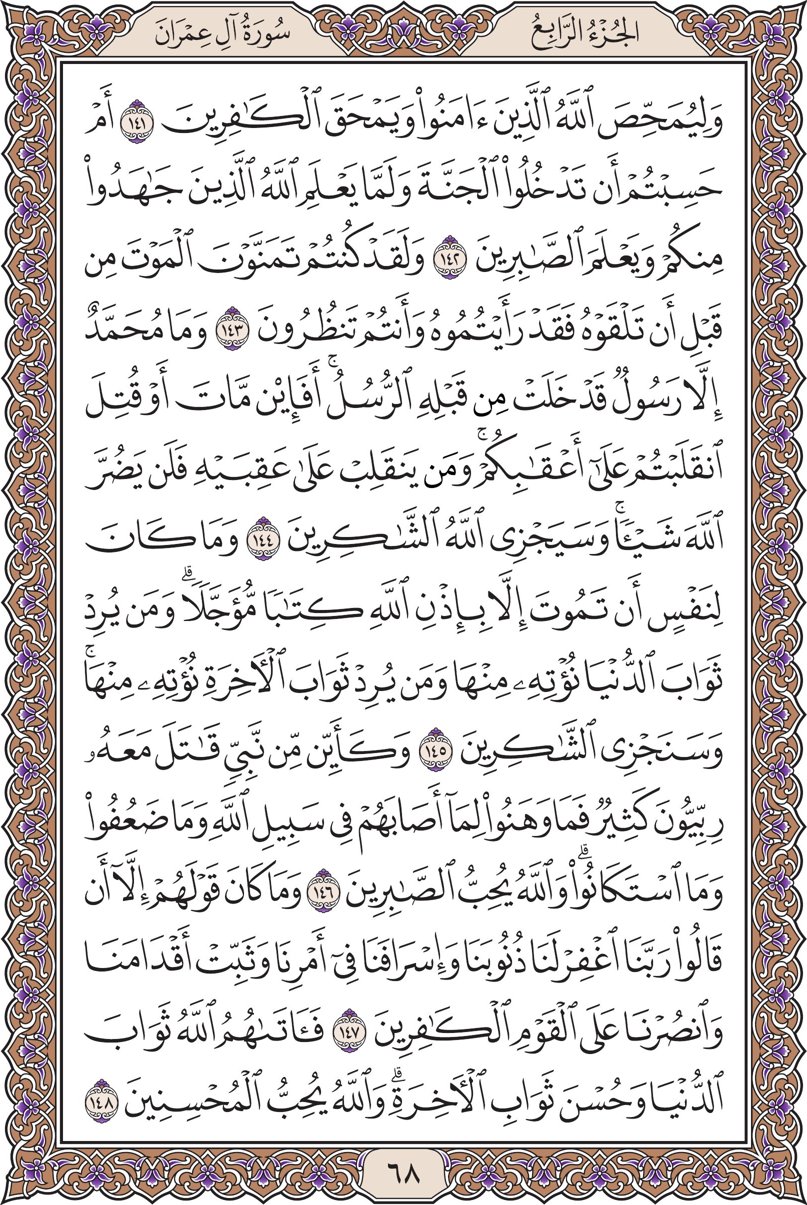 الجُزْءُ الرَّابِعُ
سُورَةُ آلِ عِمْرَانَ
وَلِيُمَحِّصَ ٱللَّهُ ٱلَّذِينَ ءَامَنُوا۟ وَيَمْحَقَ ٱلْكَـٰفِرِينَ ١٤١ أَمْ
حَسِبْتُمْ أَن تَدْخُلُوا۟ ٱلْجَنَّةَ وَلَمَّا يَعْلَمِ ٱللَّهُ ٱلَّذِينَ جَـٰهَدُوا۟
مِنكُمْ وَيَعْلَمَ ٱلصَّـٰبِرِينَ ١٤٢ وَلَقَدْ كُنتُمْ تَمَنَّوْنَ ٱلْمَوْتَ مِن
قَبْلِ أَن تَلْقَوْهُ فَقَدْ رَأَيْتُمُوهُ وَأَنتُمْ تَنظُرُونَ ١٤٣ وَمَا مُحَمَّدٌ
إِلَّا رَسُولٌ قَدْ خَلَتْ مِن قَبْلِهِ ٱلرُّسُلُ ۚ أَفَإِي۟ن مَّاتَ أَوْ قُتِلَ
ٱنقَلَبْتُمْ عَلَىٰٓ أَعْقَـٰبِكُمْ ۚ وَمَن يَنقَلِبْ عَلَىٰ عَقِبَيْهِ فَلَن يَضُرَّ
ٱللَّهَ شَيْـًٔا ۗ وَسَيَجْزِى ٱللَّهُ ٱلشَّـٰكِرِينَ ١٤٤ وَمَا كَانَ
لِنَفْسٍ أَن تَمُوتَ إِلَّا بِإِذْنِ ٱللَّهِ كِتَـٰبًا مُّؤَجَّلًا ۗ وَمَن يُرِدْ
ثَوَابَ ٱلدُّنْيَا نُؤْتِهِۦ مِنْهَا وَمَن يُرِدْ ثَوَابَ ٱلْـَٔاخِرَةِ نُؤْتِهِۦ مِنْهَا ۚ
وَسَنَجْزِى ٱلشَّـٰكِرِينَ ١٤٥ وَكَأَيِّن مِّن نَّبِىٍّ قَـٰتَلَ مَعَهُۥ
رِبِّيُّونَ كَثِيرٌ فَمَا وَهَنُوا۟ لِمَآ أَصَابَهُمْ فِى سَبِيلِ ٱللَّهِ وَمَا ضَعُفُوا۟
وَمَا ٱسْتَكَانُوا۟ ۗ وَٱللَّهُ يُحِبُّ ٱلصَّـٰبِرِينَ ١٤٦ وَمَا كَانَ قَوْلَهُمْ إِلَّآ أَن
قَالُوا۟ رَبَّنَا ٱغْفِرْ لَنَا ذُنُوبَنَا وَإِسْرَافَنَا فِىٓ أَمْرِنَا وَثَبِّتْ أَقْدَامَنَا
وَٱنصُرْنَا عَلَى ٱلْقَوْمِ ٱلْكَـٰفِرِينَ ١٤٧ فَـَٔاتَىٰهُمُ ٱللَّهُ ثَوَابَ
ٱلدُّنْيَا وَحُسْنَ ثَوَابِ ٱلْـَٔاخِرَةِ ۗ وَٱللَّهُ يُحِبُّ ٱلْمُحْسِنِينَ ١٤٨
٦٨